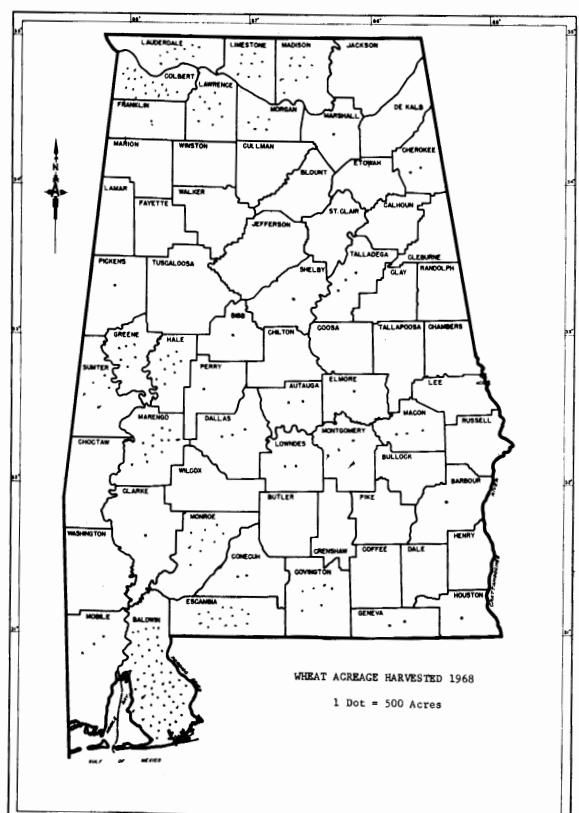 88° 87 86
LAUDERDALE LIMESTONE MADISON JACKSON
COLBERT LAWRENCE
FRANKLIN MORGAN MARSHALL DE KALB
MARION WINSTON CULLMAN CHEROKEE
BLOUNT ETOWAH
LAMAR FAYETTE WALKER ST. CLAIR CALHOUN
JEFFERSON
PICKENS TUSCALOOSA SHELBY TALLADEGA CLEBURNE
CLAY RANDOLPH
BIBB
GREENE HALE CHILTON COOSA TALLAPOOSA CHAMBERS
SUMTER PERRY
AUTAUGA ELMORE LEE
MARENGO DALLAS MACON RUSSELL
CHOCTAW LOWNDES MONTGOMERY
WILCOX BULLOCK
CLARKE BUTLER PIKE BARBOUR
MONROE
WASHINGTON CONECUH CRENSHAW COFFEE DALE HENRY
COVINGTON
ESCAMBIA HOUSTON
MOBILE BALDWIN GENEVA
N
WHEAT ACREAGE HARVESTED 1968
1 Dot = 500 Acres
GULF OF MEXICO